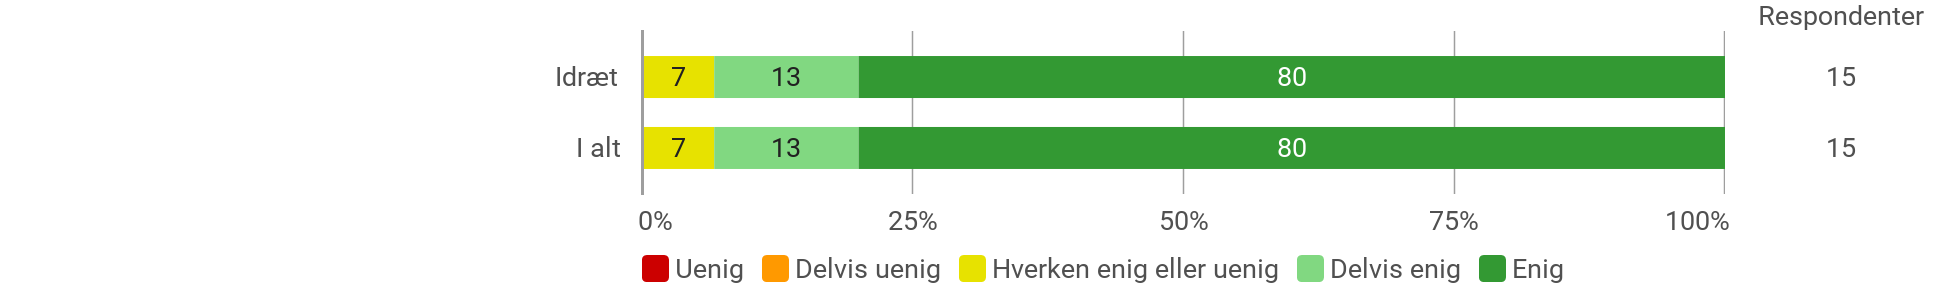 Respondenter
Idræt 7 13 80 15
I alt 7 13 80 15
0% 25% 50% 75% 100%
Uenig Delvis uenig Hverken enig eller uenig Delvis enig Enig